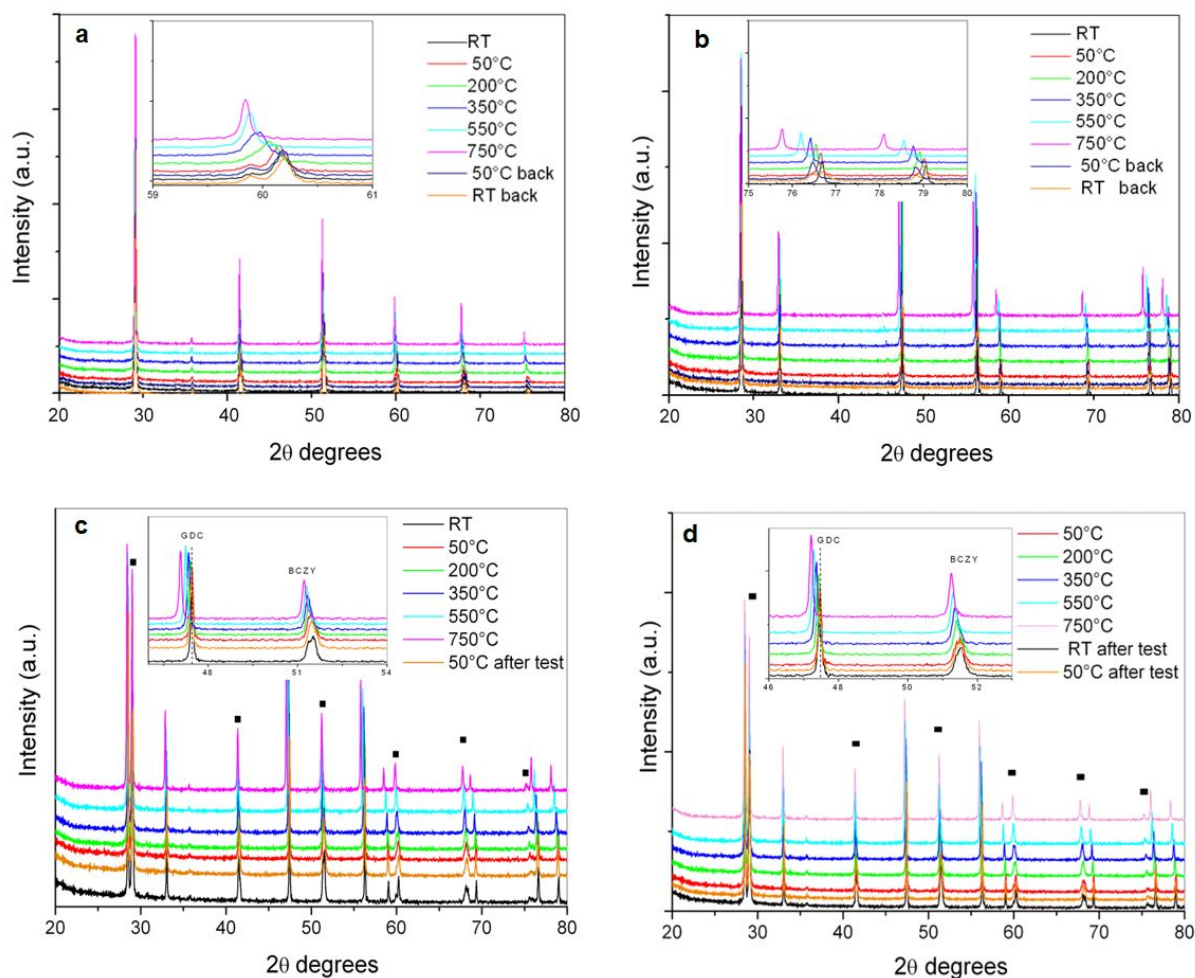 a
RT
50°C
200°C
350°C
550°C
750°C
50°C back
RT back
59 60 61
Intensity (a.u.)
20 30 40 50 60 70 80
2θ degrees
b
RT
50°C
200°C
350°C
550°C
750°C
50°C back
RT back
75 76 77 78 79 80
Intensity (a.u.)
20 30 40 50 60 70 80
2θ degrees
c
GDC
BCZY
RT
50°C
200°C
350°C
550°C
750°C
50°C after test
48 51 54
Intensity (a.u.)
20 30 40 50 60 70 80
2θ degrees
d
GDC
BCZY
50°C
200°C
350°C
550°C
750°C
RT after test
50°C after test
46 48 50 52
Intensity (a.u.)
20 30 40 50 60 70 80
2θ degrees